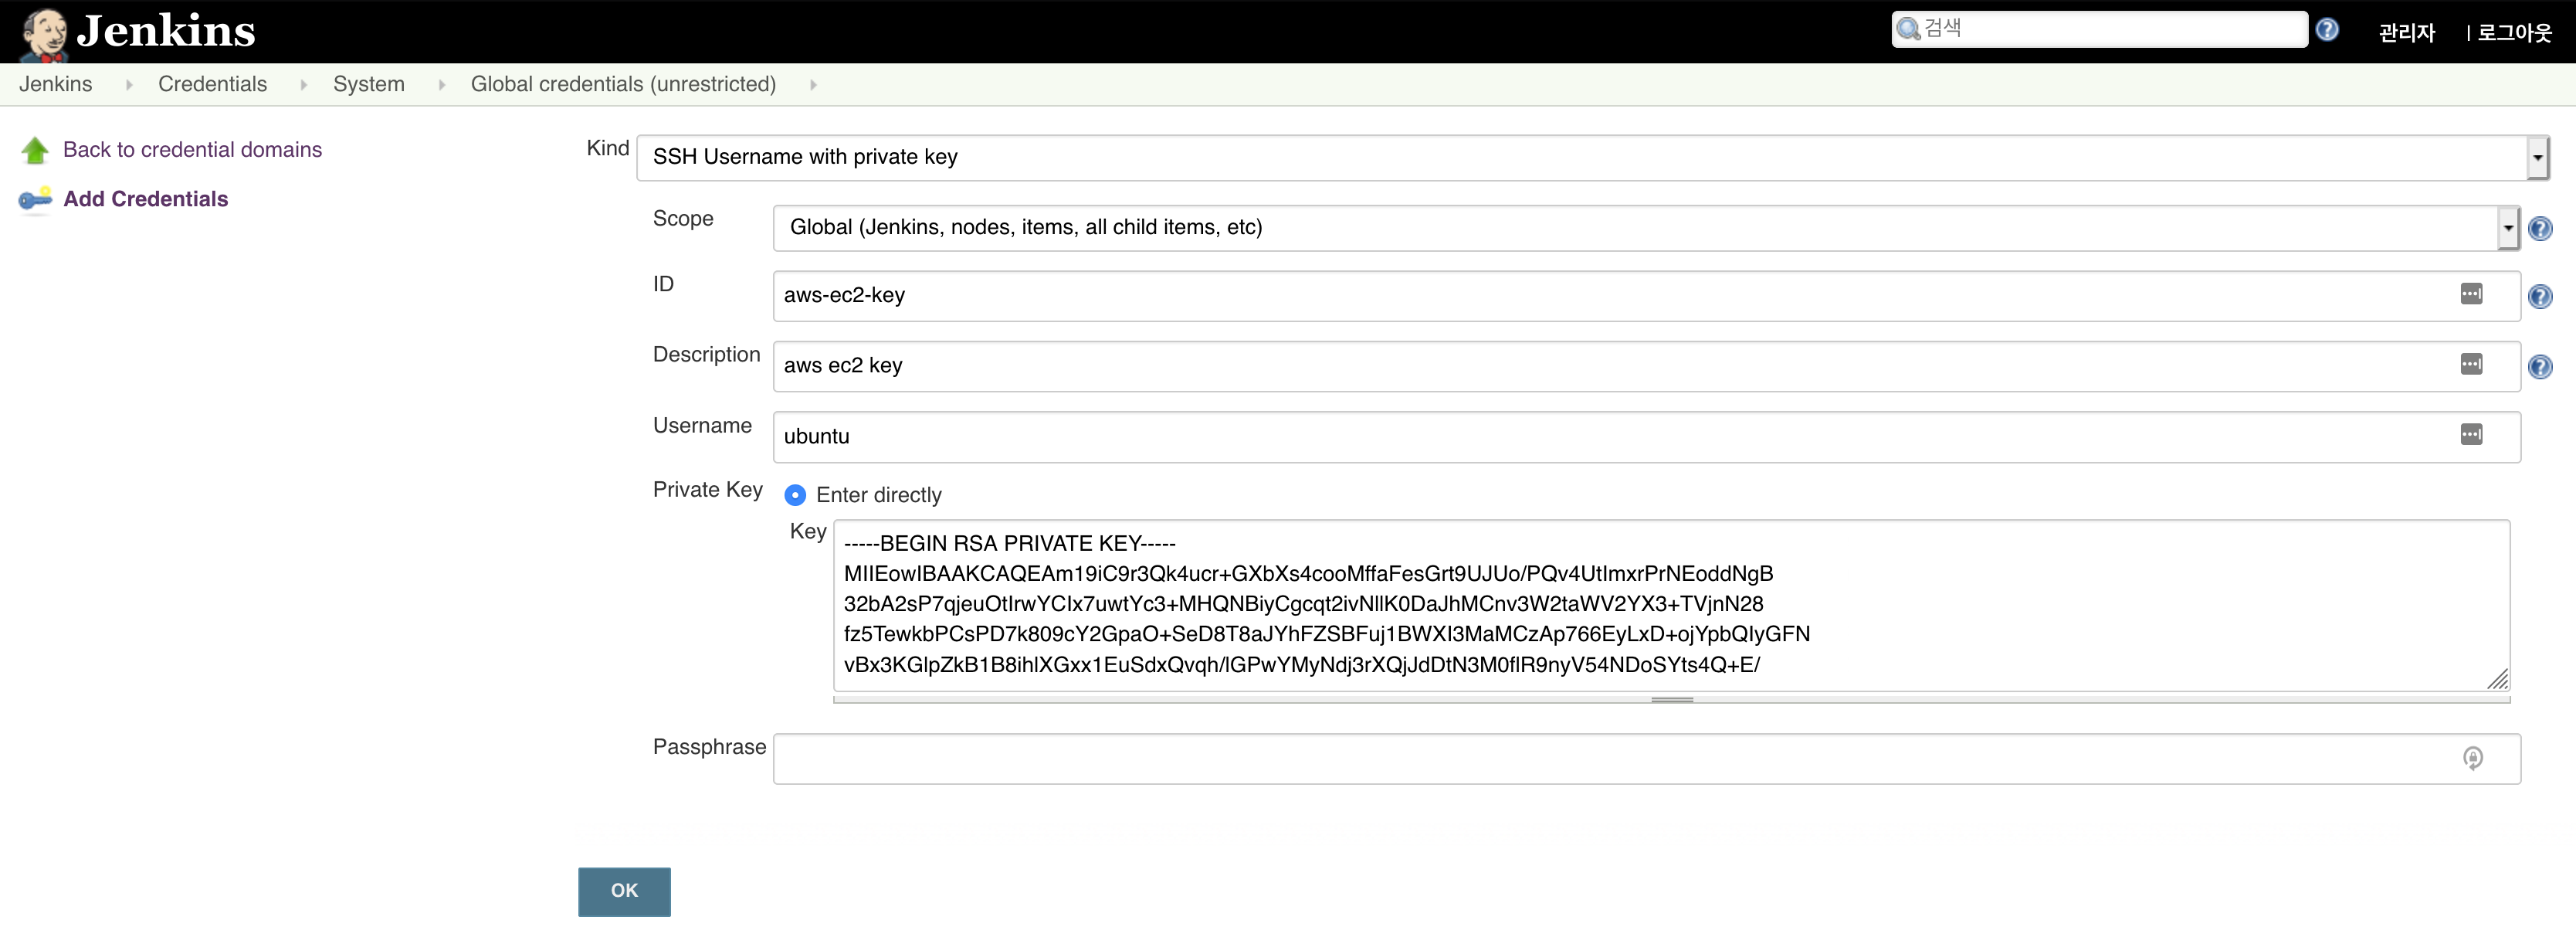 Jenkins
검색
관리자
| 로그아웃
Jenkins
Credentials
System
Global credentials (unrestricted)
Back to credential domains
Add Credentials
Kind
SSH Username with private key
Scope
Global (Jenkins, nodes, items, all child items, etc)
ID
aws-ec2-key
Description
aws ec2 key
Username
ubuntu
Private Key
Enter directly
Key
-----BEGIN RSA PRIVATE KEY-----
MIIEowIBAAKCAQEAm19iC9r3Qk4ucr+GXbXs4cooMffaFesGrt9UJUo/PQv4UtImxrPrNEoddNgB
32bA2sP7qjeuOtIrwYCIx7uwtYc3+MHQNBiyCgcqt2ivNllK0DaJhMCnv3W2taWV2YX3+TVjnN28
fz5TewkbPCsPD7k809cY2GpaO+SeD8T8aJYhFZSBFuj1BWXI3MaMCzAp766EyLxD+ojYpbQIyGFN
vBx3KGlpZkB1B8ihlXGxx1EuSdxQvqh/lGPwYMyNdj3rXQjJdDtN3M0flR9nyV54NDoSYts4Q+E/
Passphrase
OK